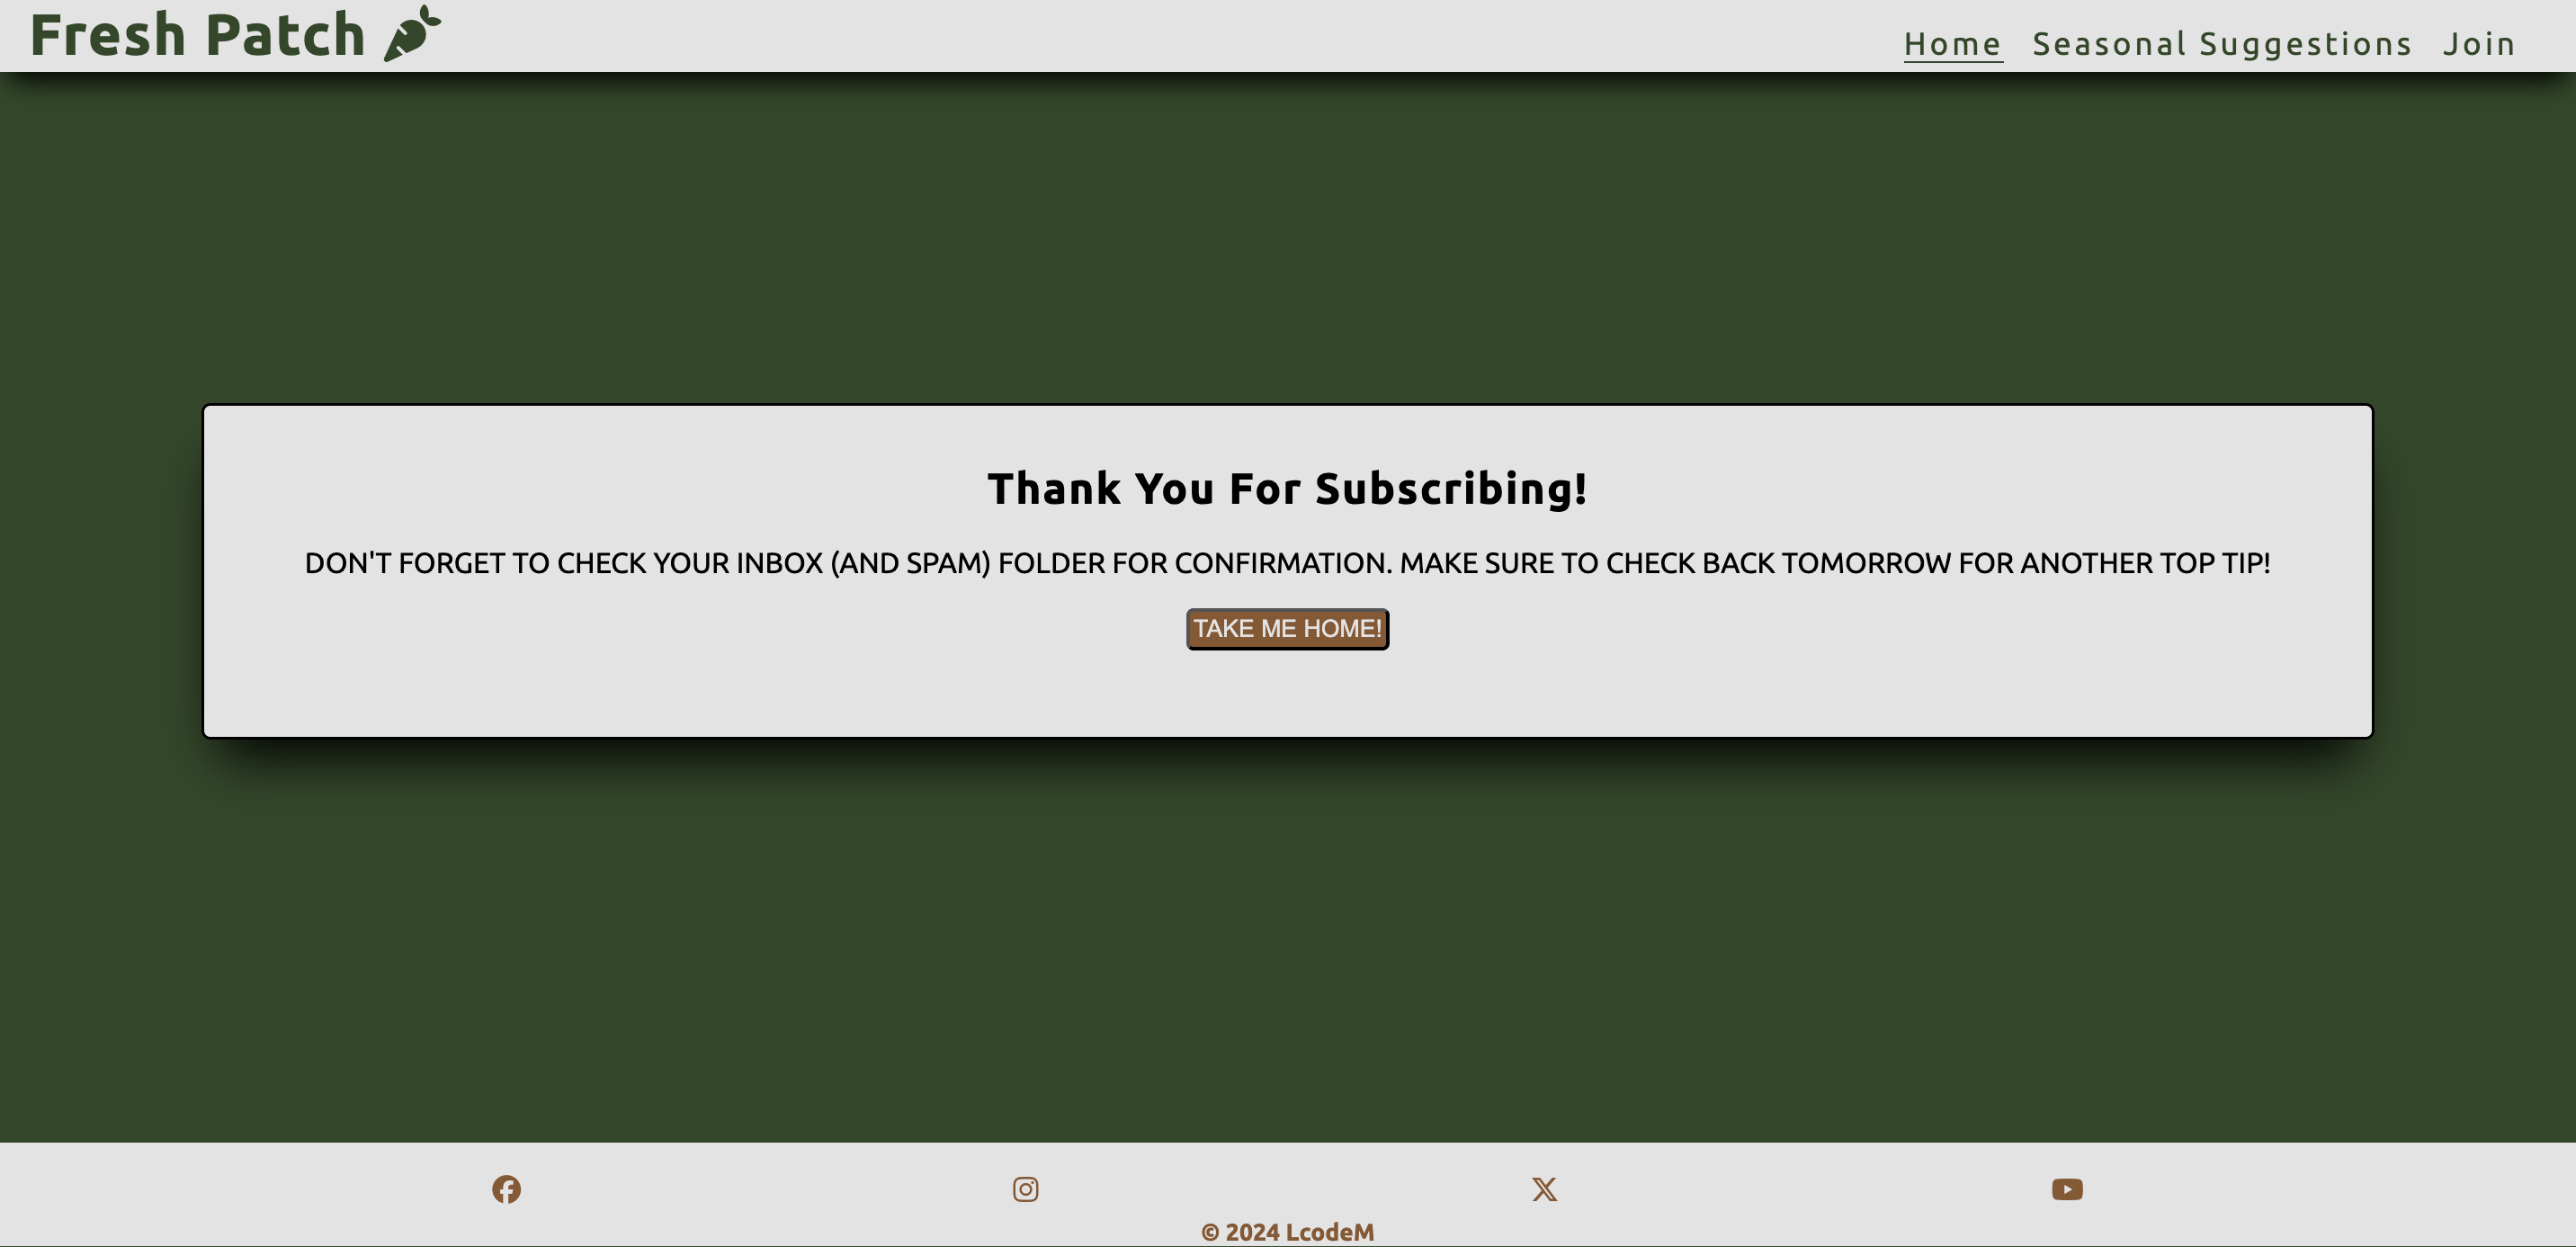 Fresh Patch
Home Seasonal Suggestions Join
Thank You For Subscribing!
DON'T FORGET TO CHECK YOUR INBOX (AND SPAM) FOLDER FOR CONFIRMATION. MAKE SURE TO CHECK BACK TOMORROW FOR ANOTHER TOP TIP!
TAKE ME HOME!
© 2024 LcodeM